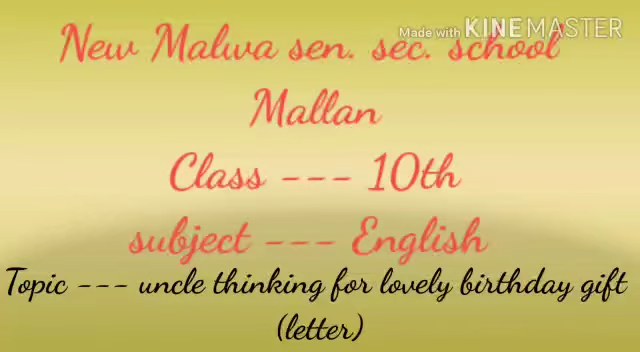 Made with KINEMASTER
New Malwa sen. sec. school
Mallan
Class --- 10th
subject --- English
Topic --- uncle thinking for lovely birthday gift
(letter)